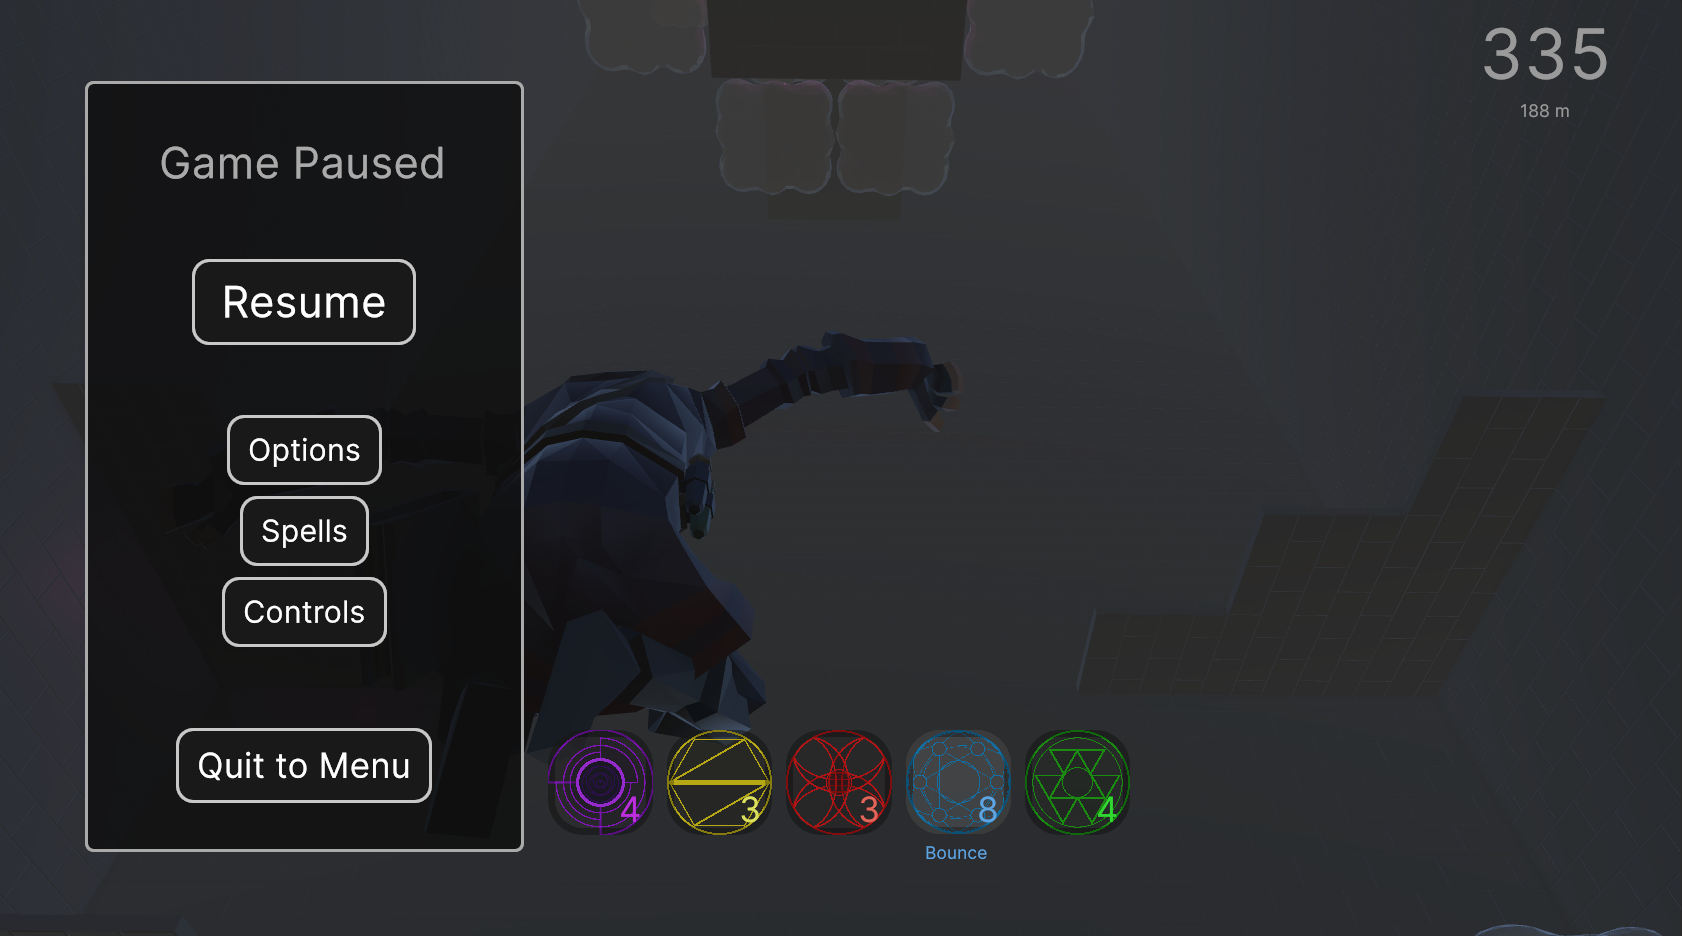 335
188 m
Game Paused
Resume
Options
Spells
Controls
Quit to Menu
4
3
3
8
4
Bounce